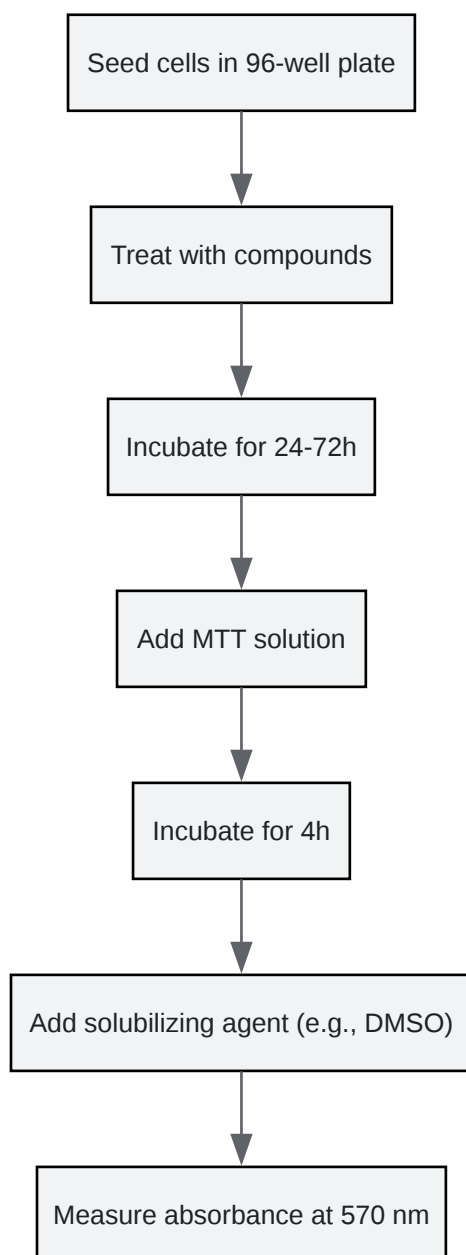 Seed cells in 96-well plate
Treat with compounds
Incubate for 24-72h
Add MTT solution
Incubate for 4h
Add solubilizing agent (e.g., DMSO)
Measure absorbance at 570 nm